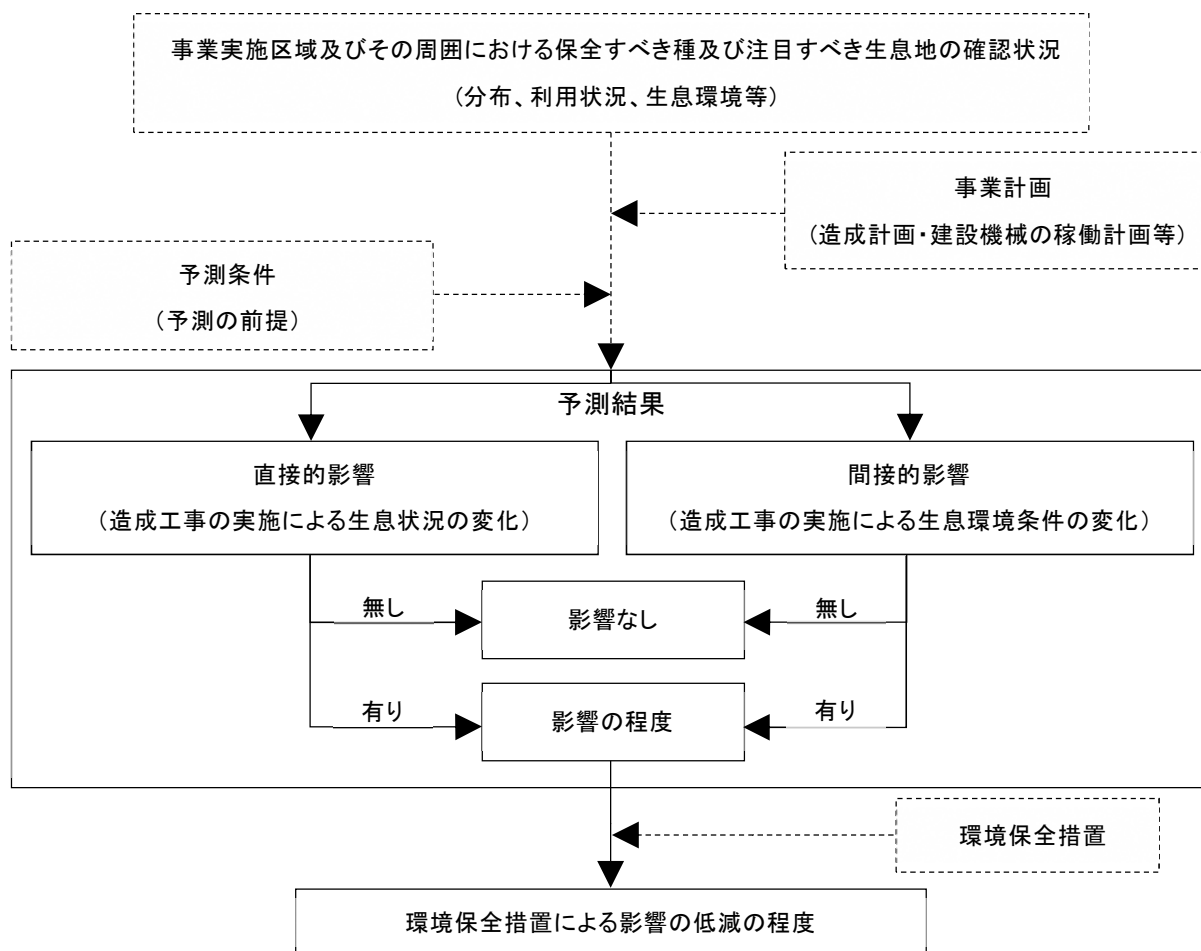 事業実施区域及びその周囲における保全すべき種及び注目すべき生息地の確認状況
（分布、利用状況、生息環境等）
事業計画
（造成計画・建設機械の稼働計画等）
予測条件
（予測の前提）
予測結果
直接的影響
（造成工事の実施による生息状況の変化）
間接的影響
（造成工事の実施による生息環境条件の変化）
無し
影響なし
無し
有り
影響の程度
有り
環境保全措置
環境保全措置による影響の低減の程度